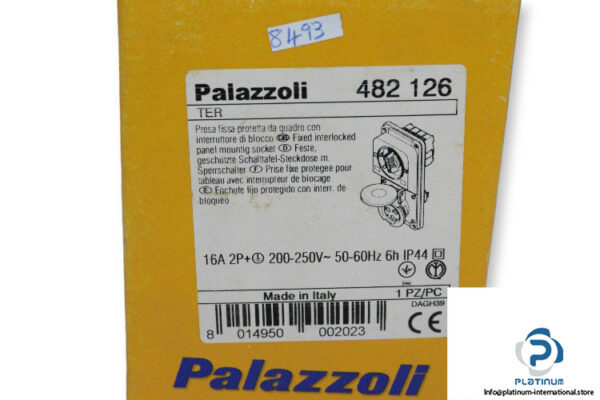 8493
Palazzoli 482 126
TER
Presa fissa protetta da quadro con
interruttore di blocco GB Fixed interlocked
panel mountig socket D Feste,
geschützte Schalttafel-Steckdose m.
Sperrschalter F Prise fixe protegee pour
tableau avec interrupteur de blocage
E Enchufe fijo protegido con interr. de
bloqueo
16A 2P+⏚ 200-250V~ 50-60Hz 6h IP44
Made in Italy 1 PZ/PC
DAGH39
8 014950 002023 CE
Palazzoli
PLATINUM
Info@platinum-international.store